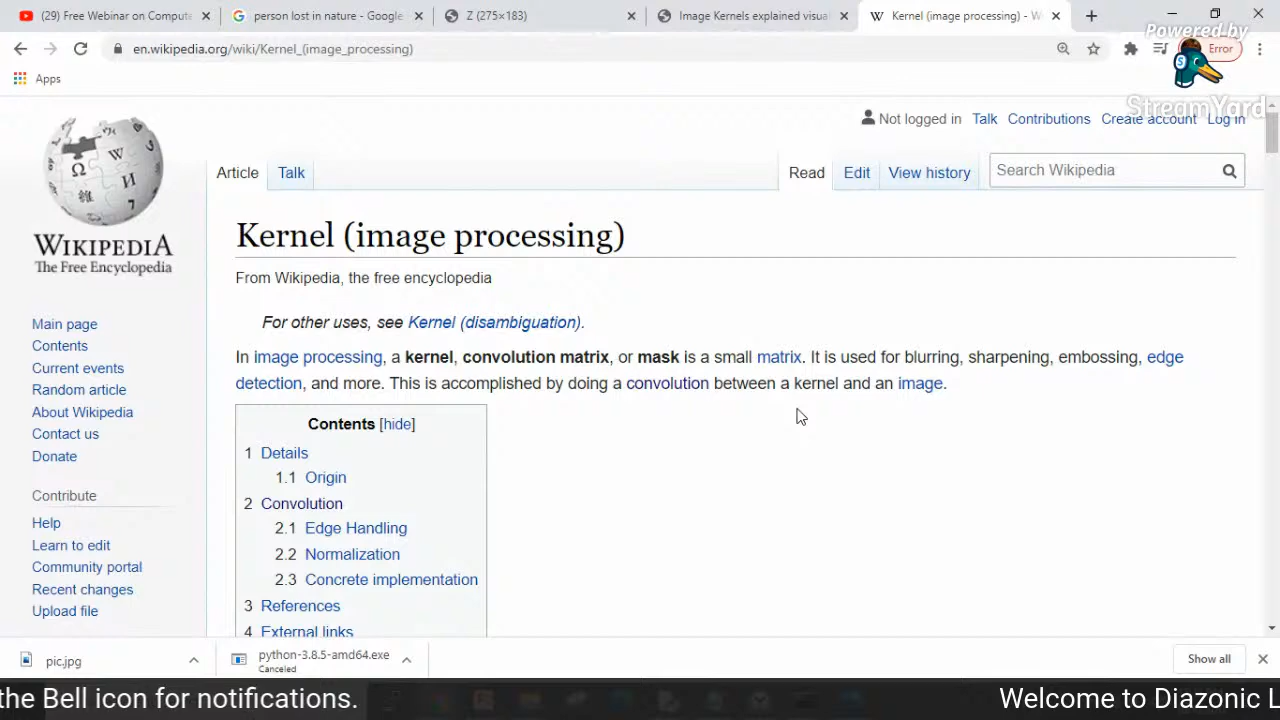 (29) Free Webinar on Compute
person lost in nature - Google
Z (275×183)
Image Kernels explained visual
Kernel (image processing) - W
en.wikipedia.org/wiki/Kernel_(image_processing)
Error
Powered by
StreamYard
Apps
Not logged in Talk Contributions Create account Log in
Article Talk
Read Edit View history
Search Wikipedia
WIKIPEDIA
The Free Encyclopedia
Main page
Contents
Current events
Random article
About Wikipedia
Contact us
Donate
Contribute
Help
Learn to edit
Community portal
Recent changes
Upload file
Kernel (image processing)
From Wikipedia, the free encyclopedia
For other uses, see Kernel (disambiguation).
In image processing, a kernel, convolution matrix, or mask is a small matrix. It is used for blurring, sharpening, embossing, edge
detection, and more. This is accomplished by doing a convolution between a kernel and an image.
Contents [hide]
1 Details
1.1 Origin
2 Convolution
2.1 Edge Handling
2.2 Normalization
2.3 Concrete implementation
3 References
4 External links
pic.jpg
python-3.8.5-amd64.exe
Canceled
Show all
the Bell icon for notifications.
Welcome to Diazonic L